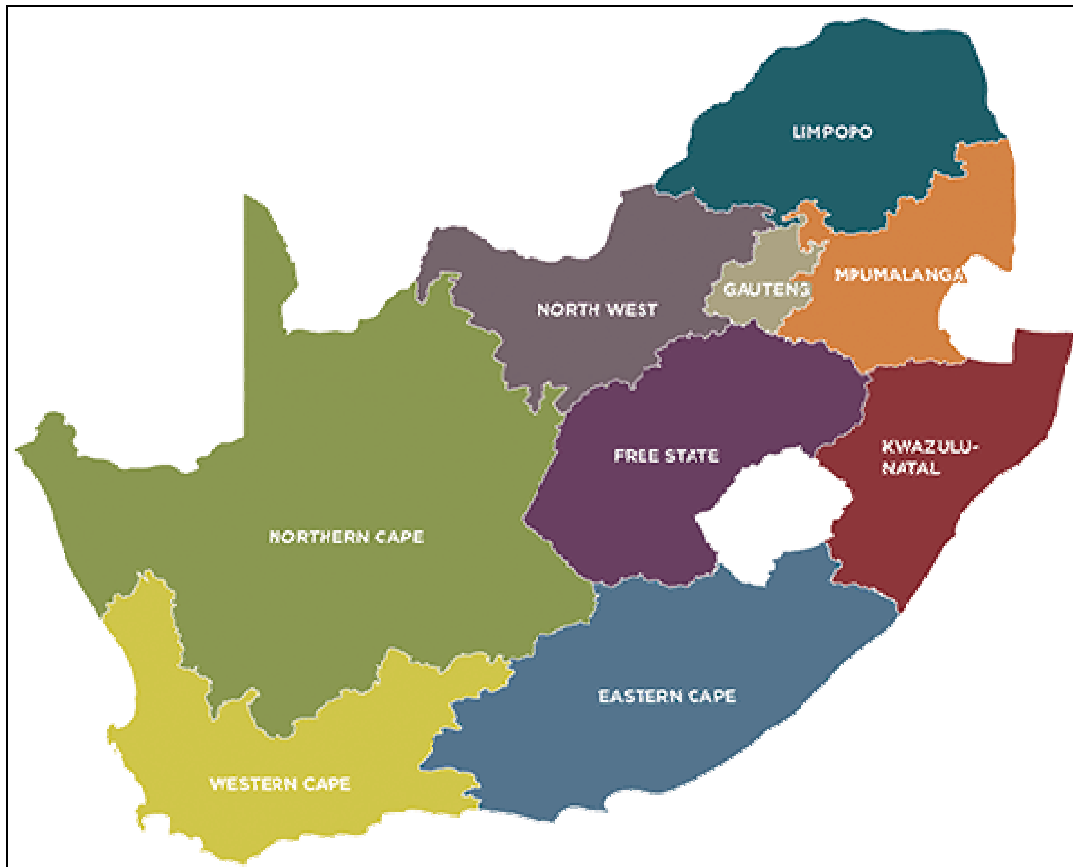 LIMPOPO
MPUMALANGA
GAUTENG
NORTH WEST
KWAZULU-
NATAL
FREE STATE
NORTHERN CAPE
EASTERN CAPE
WESTERN CAPE